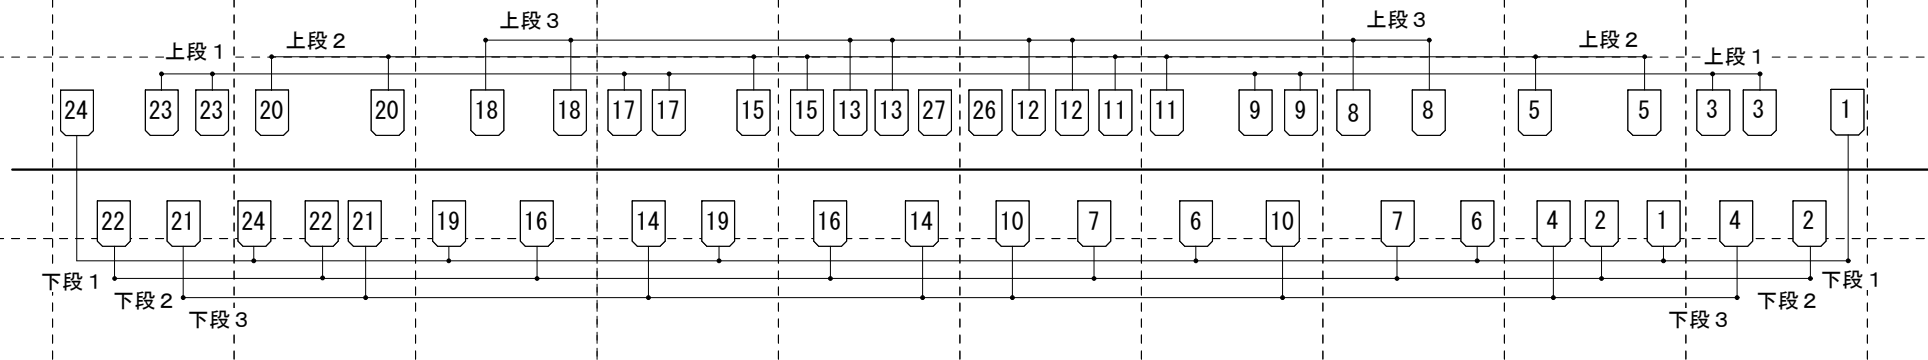 上段３ 上段３
上段１ 上段２ 上段２ 上段１
24 23 23 20 20 18 18 17 17 15 15 13 13 27 26 12 12 11 11 9 9 8 8 5 5 3 3 1
22 21 24 22 21 19 16 14 19 16 14 10 7 6 10 7 6 4 2 1 4 2
下段１ 下段１
下段２ 下段２
下段３ 下段３